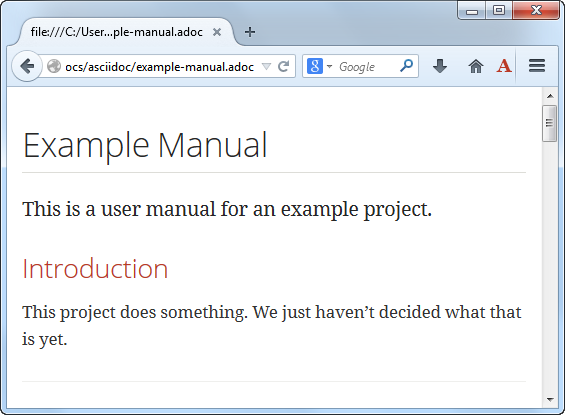 file:///C:/User...ple-manual.adoc
ocs/asciidoc/example-manual.adoc
Google
Example Manual
This is a user manual for an example project.
Introduction
This project does something. We just haven’t decided what that
is yet.